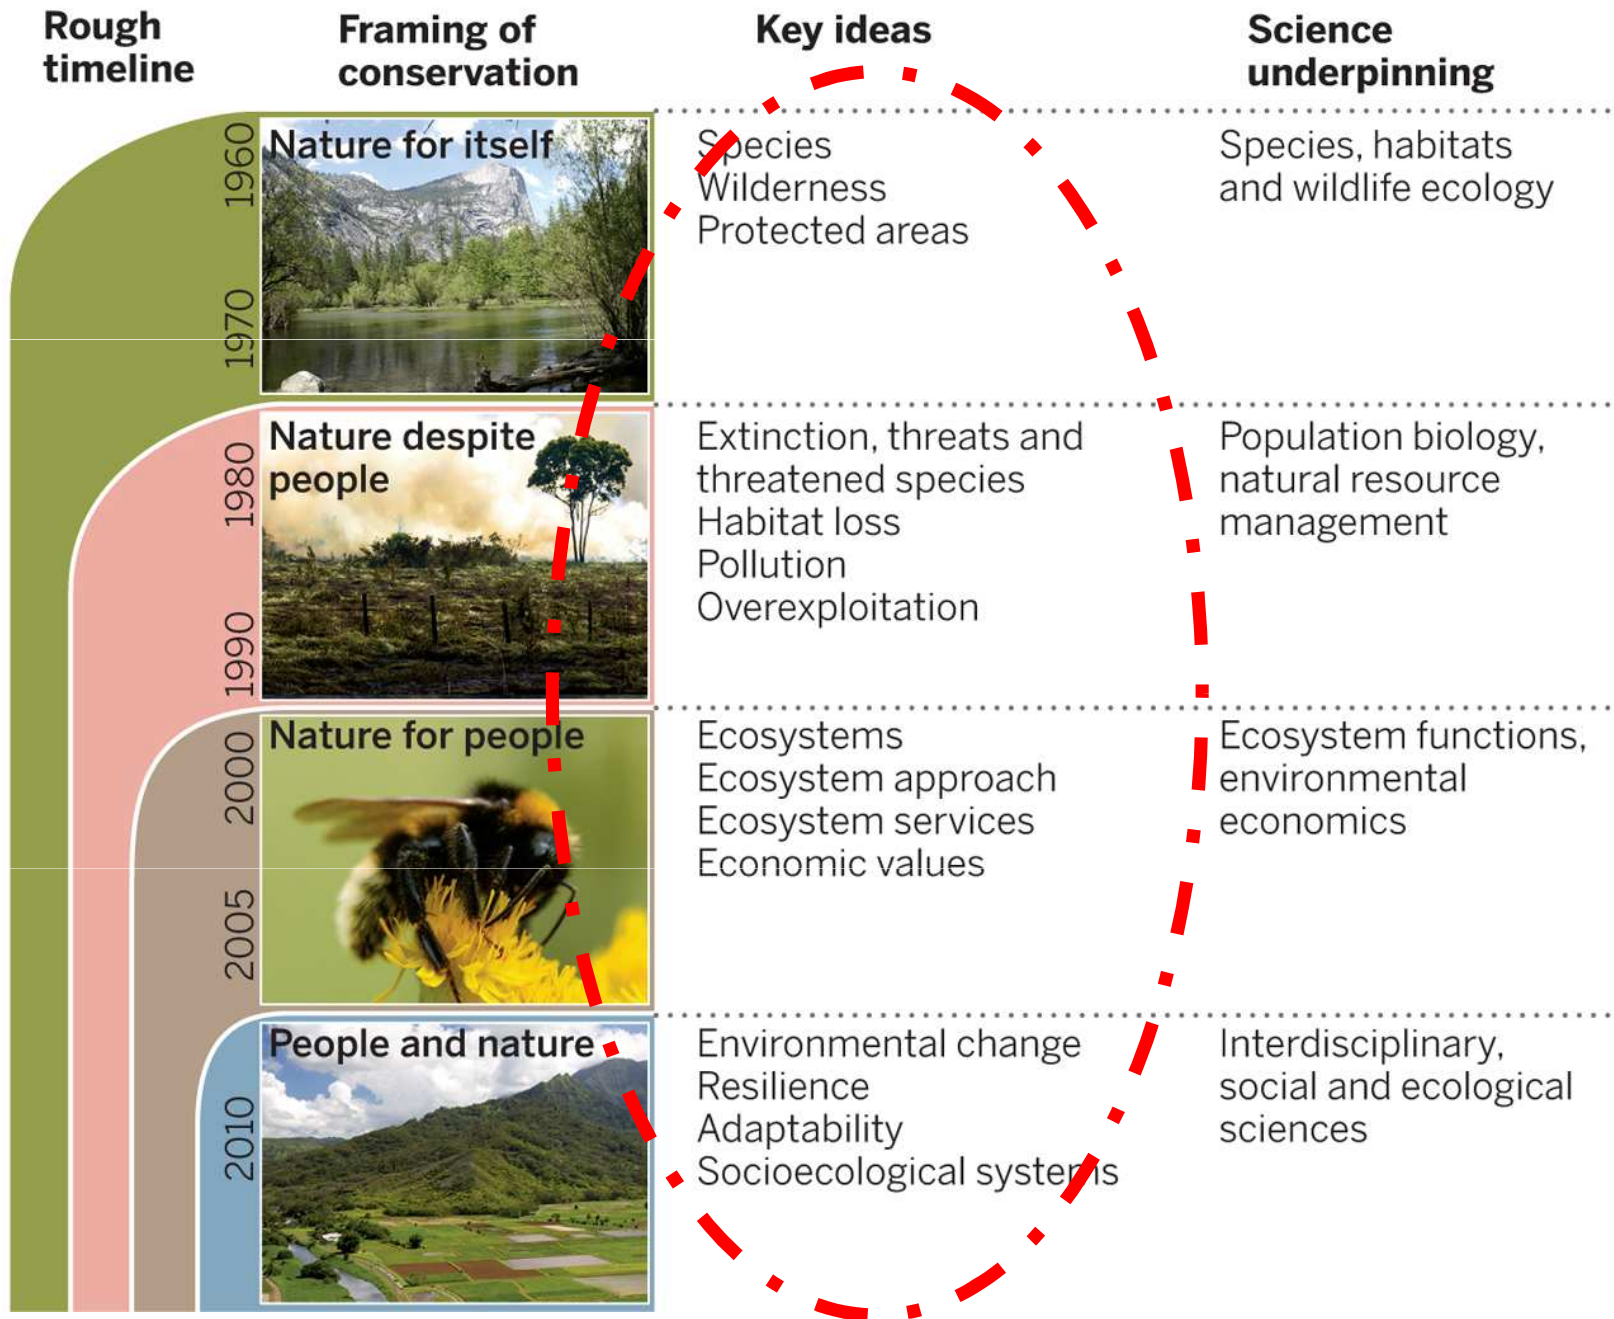 Rough
timeline
Framing of
conservation
Key ideas
Science
underpinning
1960
1970
Nature for itself
Species
Wilderness
Protected areas
Species, habitats
and wildlife ecology
1980
1990
Nature despite
people
Extinction, threats and
threatened species
Habitat loss
Pollution
Overexploitation
Population biology,
natural resource
management
2000
2005
Nature for people
Ecosystems
Ecosystem approach
Ecosystem services
Economic values
Ecosystem functions,
environmental
economics
2010
People and nature
Environmental change
Resilience
Adaptability
Socioecological systems
Interdisciplinary,
social and ecological
sciences